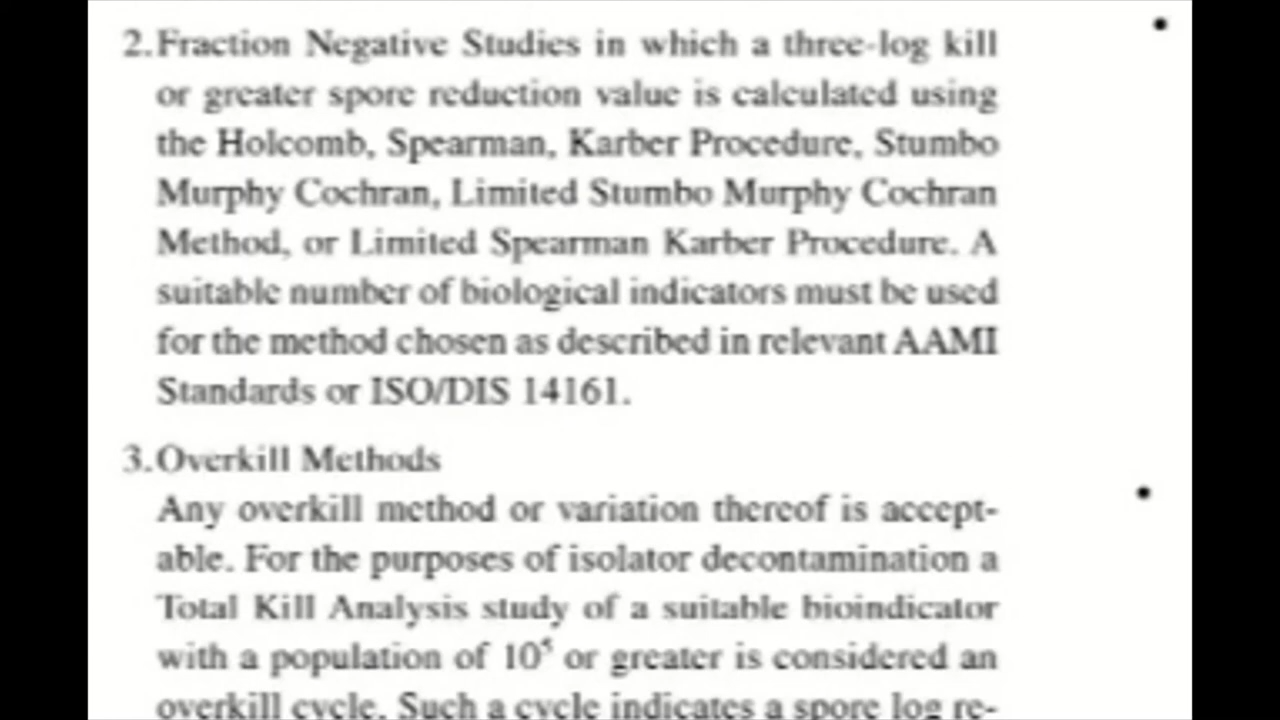 2. Fraction Negative Studies in which a three-log kill
or greater spore reduction value is calculated using
the Holcomb, Spearman, Karber Procedure, Stumbo
Murphy Cochran, Limited Stumbo Murphy Cochran
Method, or Limited Spearman Karber Procedure. A
suitable number of biological indicators must be used
for the method chosen as described in relevant AAMI
Standards or ISO/DIS 14161.
3. Overkill Methods
Any overkill method or variation thereof is accept-
able. For the purposes of isolator decontamination a
Total Kill Analysis study of a suitable bioindicator
with a population of 10⁵ or greater is considered an
overkill cycle. Such a cycle indicates a spore log re-